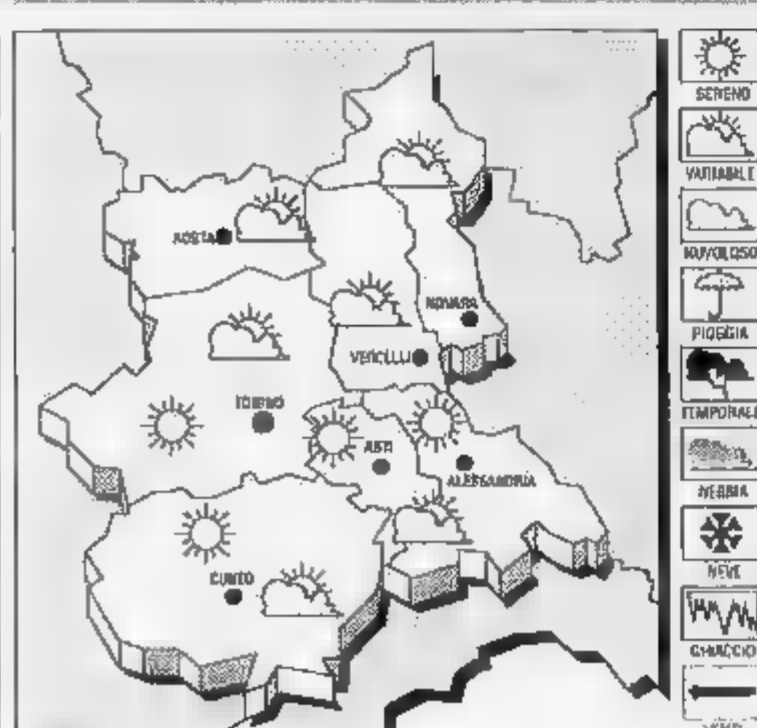 AOSTA
NOVARA
VERCELLI
TORINO
ASTI
ALESSANDRIA
CUNEO
SERENO
VARIABILE
NUVOLOSO
PIOGGIA
TEMPORALE
NEBBIA
NEVE
GHIACCIO